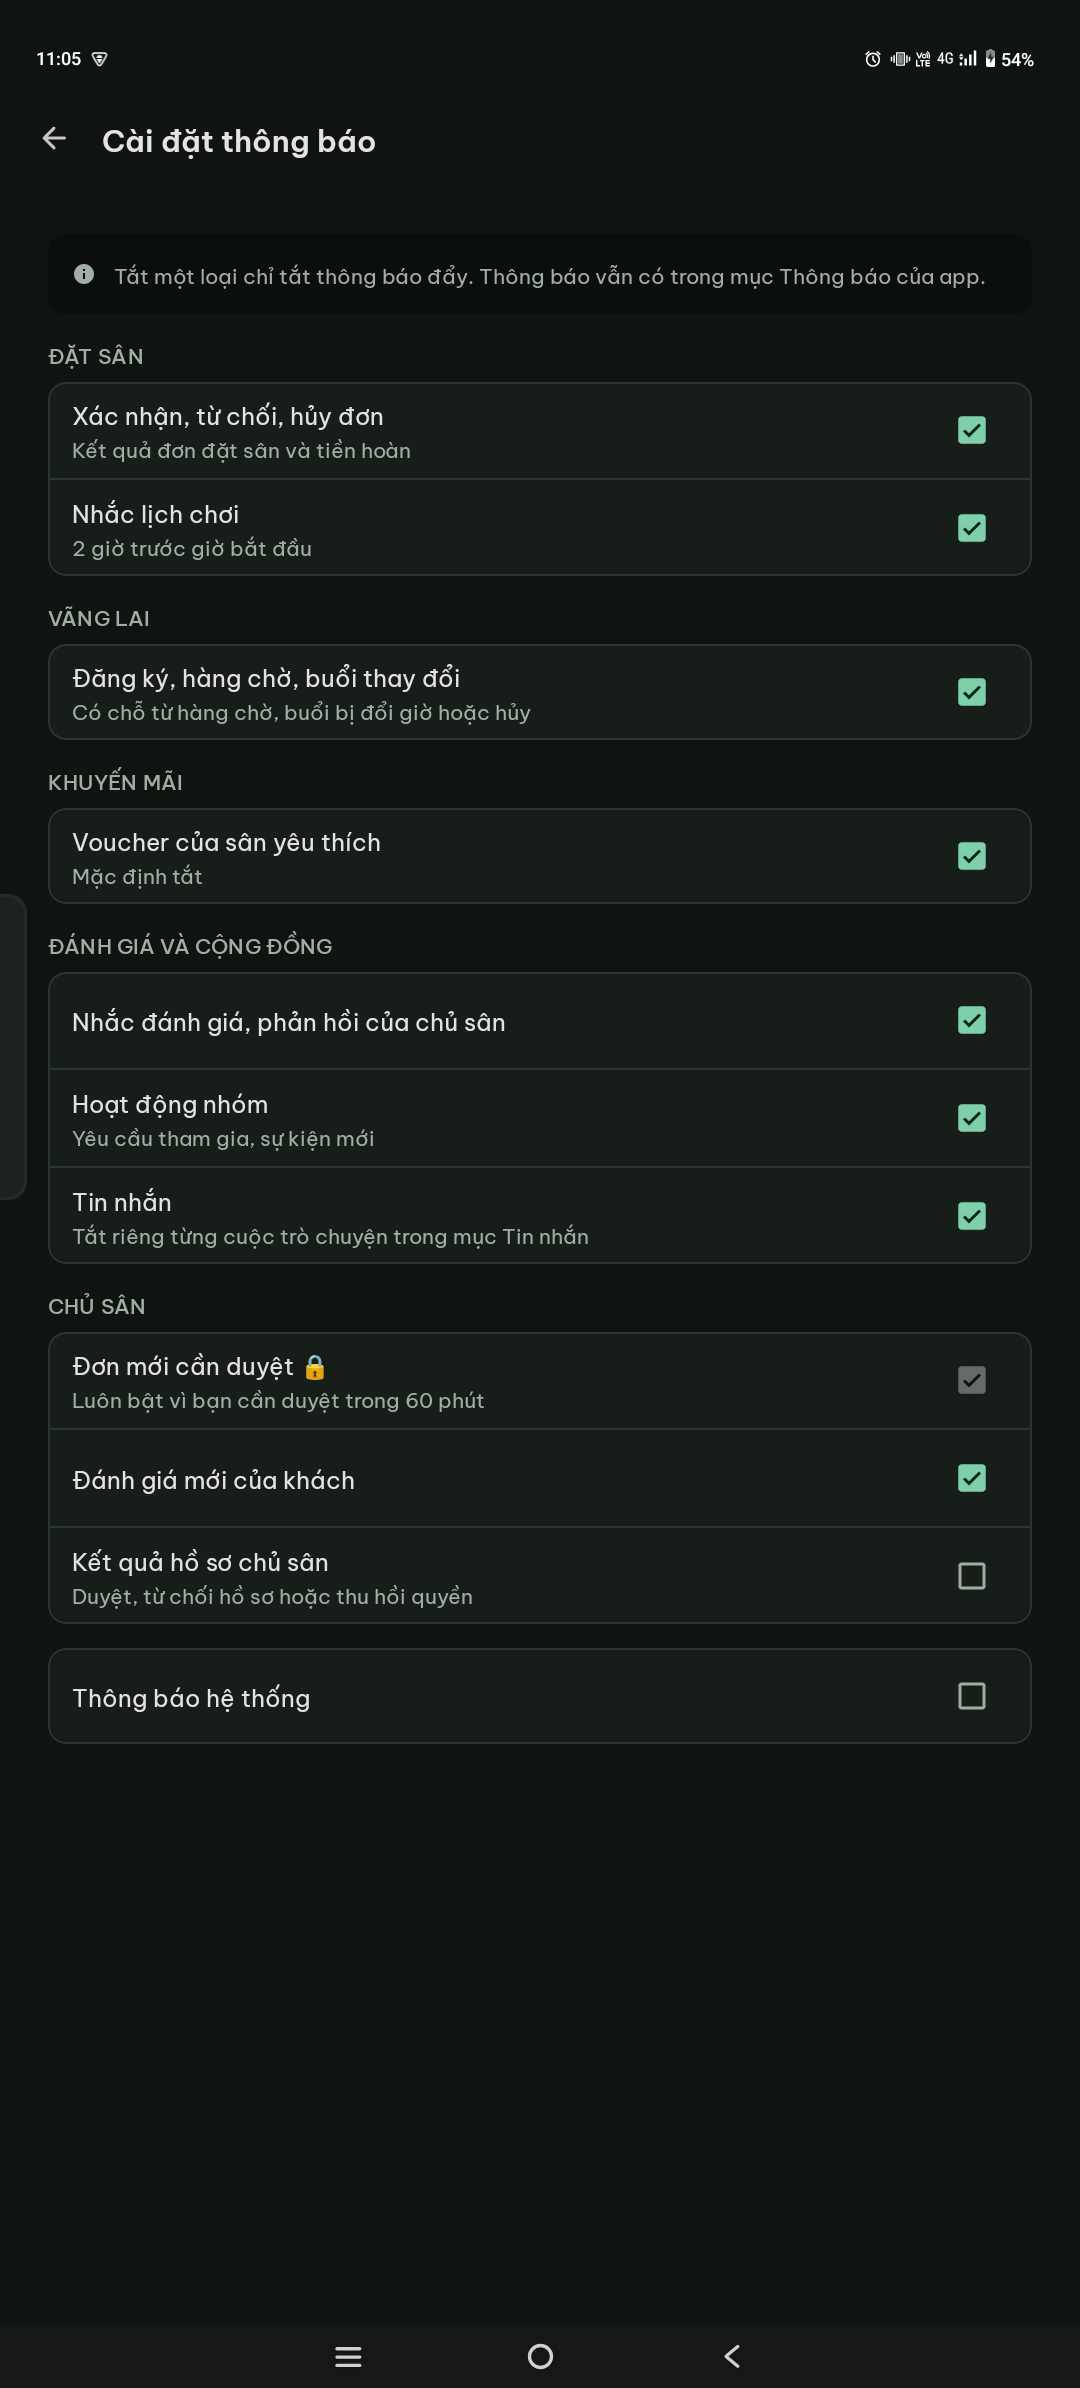 11:05
4G
54%
Cài đặt thông báo
Tắt một loại chỉ tắt thông báo đẩy. Thông báo vẫn có trong mục Thông báo của app.
ĐẶT SÂN
Xác nhận, từ chối, hủy đơn
Kết quả đơn đặt sân và tiền hoàn
Nhắc lịch chơi
2 giờ trước giờ bắt đầu
VÃNG LAI
Đăng ký, hàng chờ, buổi thay đổi
Có chỗ từ hàng chờ, buổi bị đổi giờ hoặc hủy
KHUYẾN MÃI
Voucher của sân yêu thích
Mặc định tắt
ĐÁNH GIÁ VÀ CỘNG ĐỒNG
Nhắc đánh giá, phản hồi của chủ sân
Hoạt động nhóm
Yêu cầu tham gia, sự kiện mới
Tin nhắn
Tắt riêng từng cuộc trò chuyện trong mục Tin nhắn
CHỦ SÂN
Đơn mới cần duyệt 🔒
Luôn bật vì bạn cần duyệt trong 60 phút
Đánh giá mới của khách
Kết quả hồ sơ chủ sân
Duyệt, từ chối hồ sơ hoặc thu hồi quyền
Thông báo hệ thống